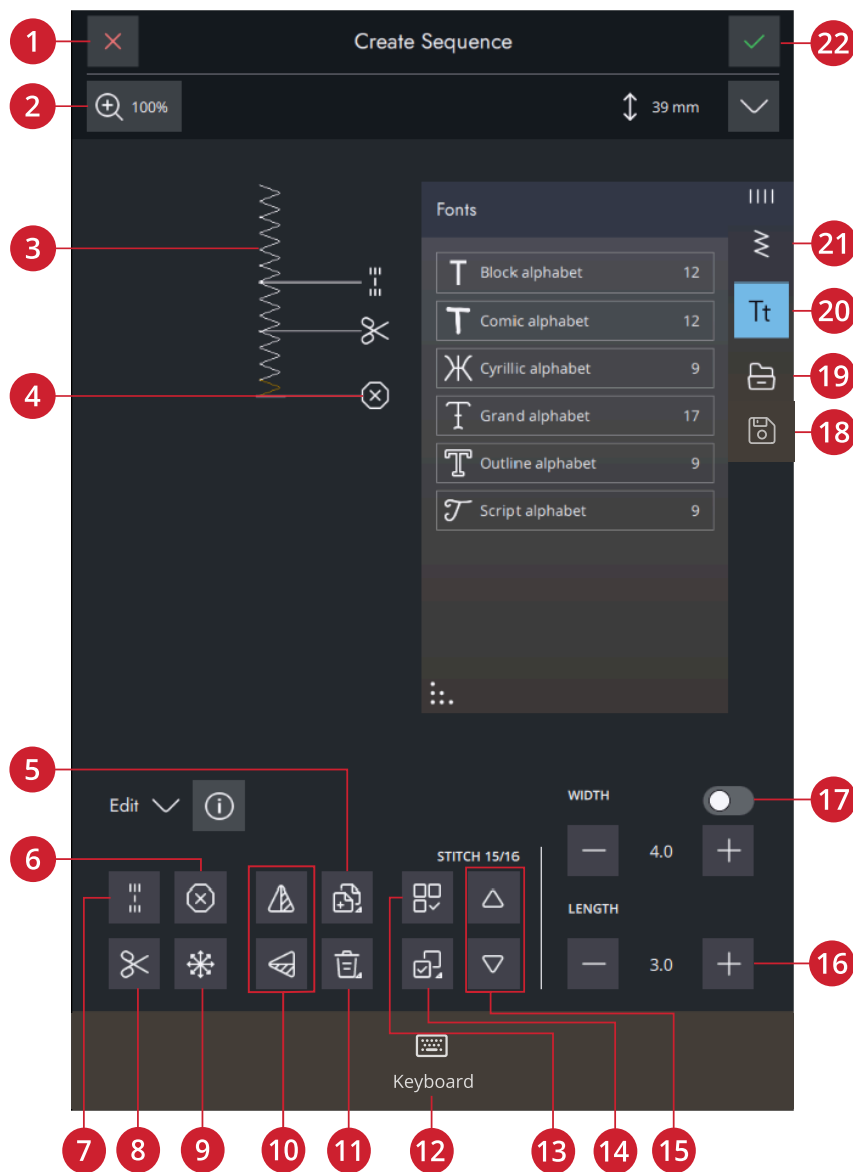 1
Create Sequence
22
2
100%
39 mm
3
Fonts
21
T Block alphabet 12
20
Tt
T Comic alphabet 12
Ж Cyrillic alphabet 9
19
4
T Grand alphabet 17
18
T Outline alphabet 9
T Script alphabet 9
5
Edit
WIDTH
17
6
STITCH 15/16
4.0
LENGTH
3.0
16
Keyboard
7
8
9
10
11
12
13
14
15